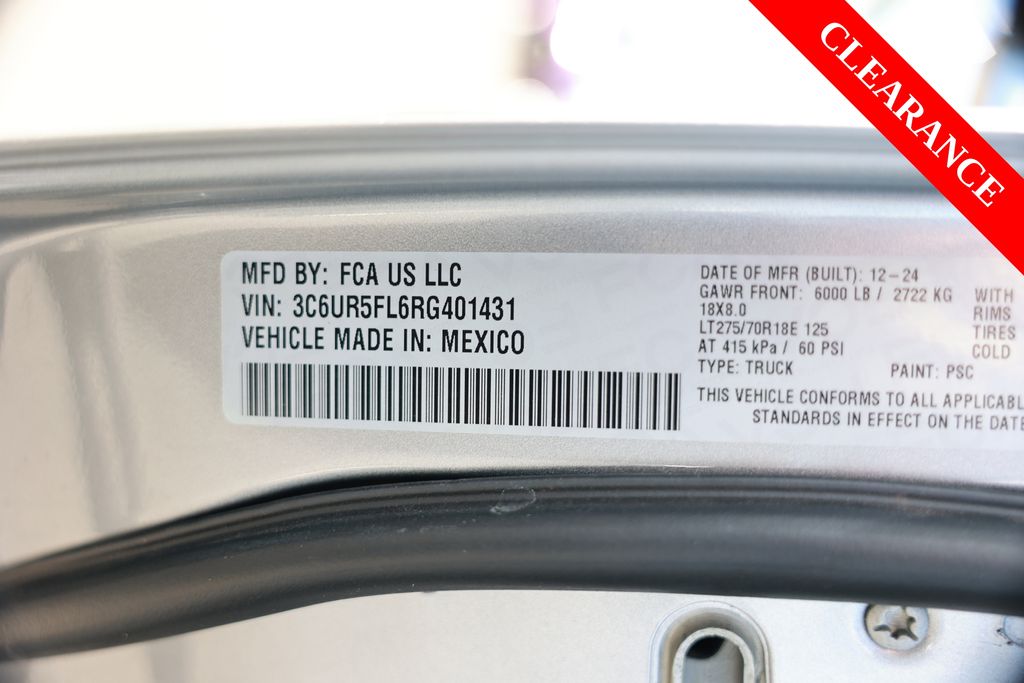 CLEARANCE
MFD BY: FCA US LLC
VIN: 3C6UR5FL6RG401431
VEHICLE MADE IN: MEXICO
DATE OF MFR (BUILT): 12-24
GAWR FRONT: 6000 LB / 2722 KG WITH
18X8.0 RIMS
LT275/70R18E 125 TIRES
AT 415 kPa / 60 PSI COLD
TYPE: TRUCK PAINT: PSC
THIS VEHICLE CONFORMS TO ALL APPLICABL
STANDARDS IN EFFECT ON THE DATE